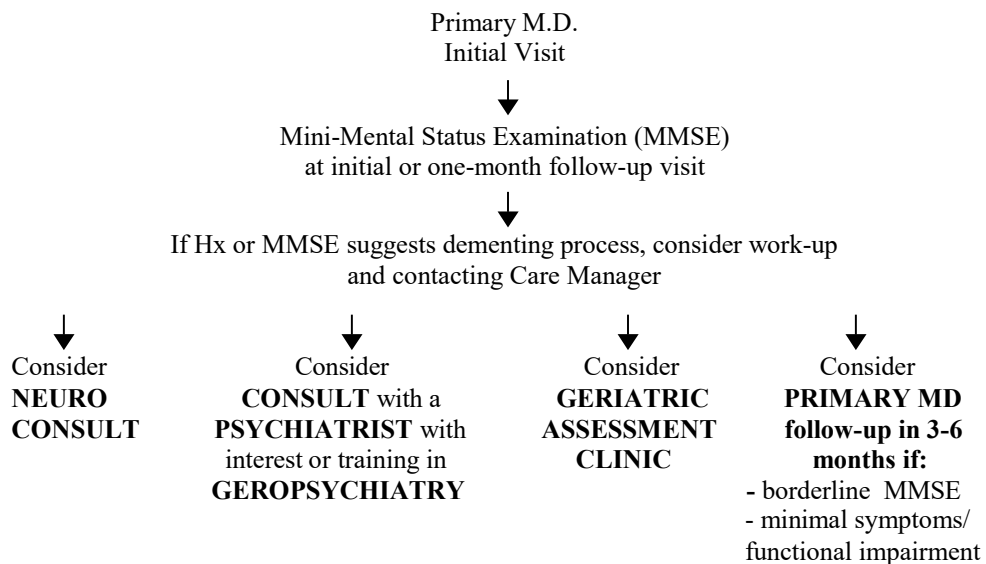 Primary M.D.
Initial Visit
Mini-Mental Status Examination (MMSE)
at initial or one-month follow-up visit
If Hx or MMSE suggests dementing process, consider work-up
and contacting Care Manager
Consider
NEURO
CONSULT
Consider
CONSULT with a
PSYCHIATRIST with
interest or training in
GEROPSYCHIATRY
Consider
GERIATRIC
ASSESSMENT
CLINIC
Consider
PRIMARY MD
follow-up in 3-6
months if:
- borderline MMSE
- minimal symptoms/
functional impairment